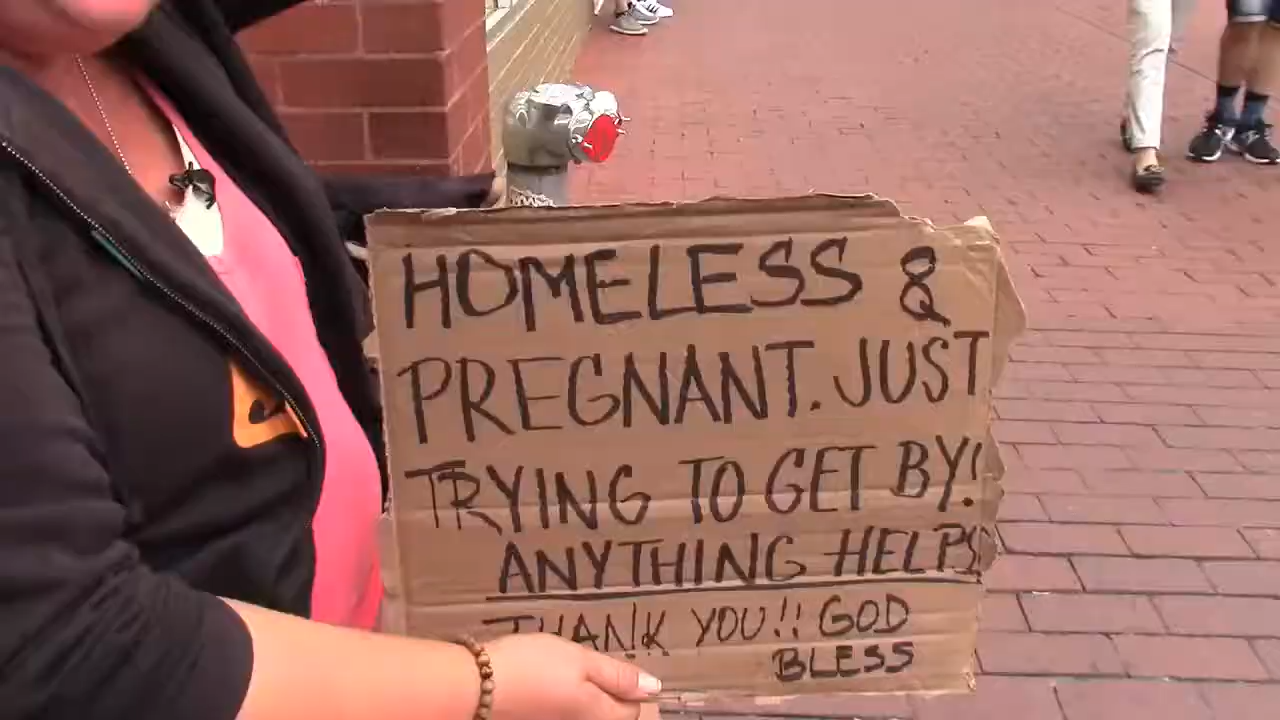 HOMELESS &
PREGNANT. JUST
TRYING TO GET BY!
ANYTHING HELPS!
THANK YOU!! GOD
BLESS